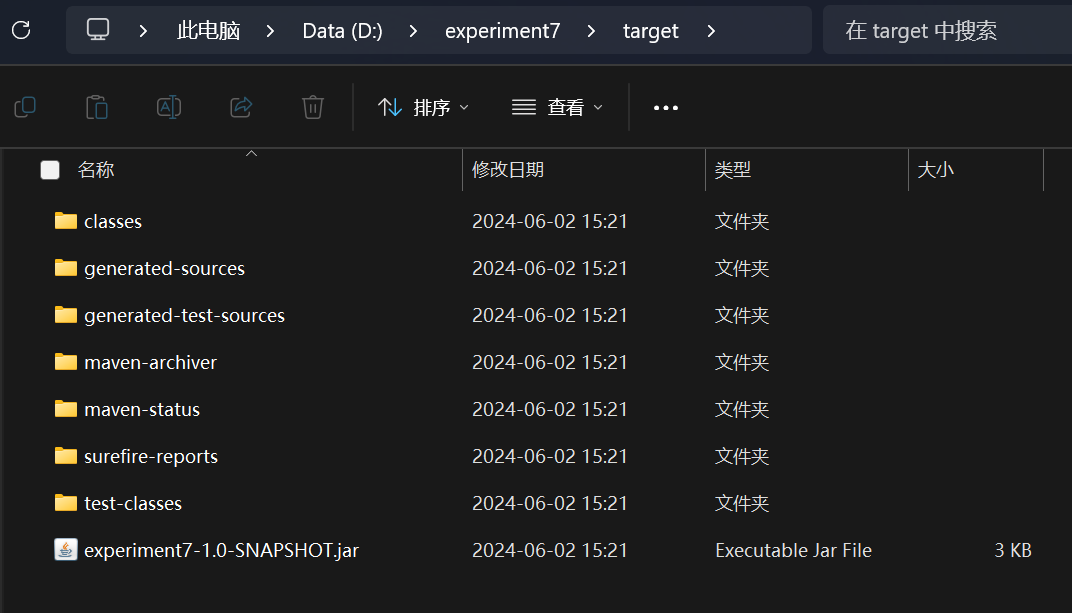 此电脑 Data (D:) experiment7 target 在 target 中搜索
排序 查看
名称 修改日期 类型 大小
classes 2024-06-02 15:21 文件夹
generated-sources 2024-06-02 15:21 文件夹
generated-test-sources 2024-06-02 15:21 文件夹
maven-archiver 2024-06-02 15:21 文件夹
maven-status 2024-06-02 15:21 文件夹
surefire-reports 2024-06-02 15:21 文件夹
test-classes 2024-06-02 15:21 文件夹
experiment7-1.0-SNAPSHOT.jar 2024-06-02 15:21 Executable Jar File 3 KB